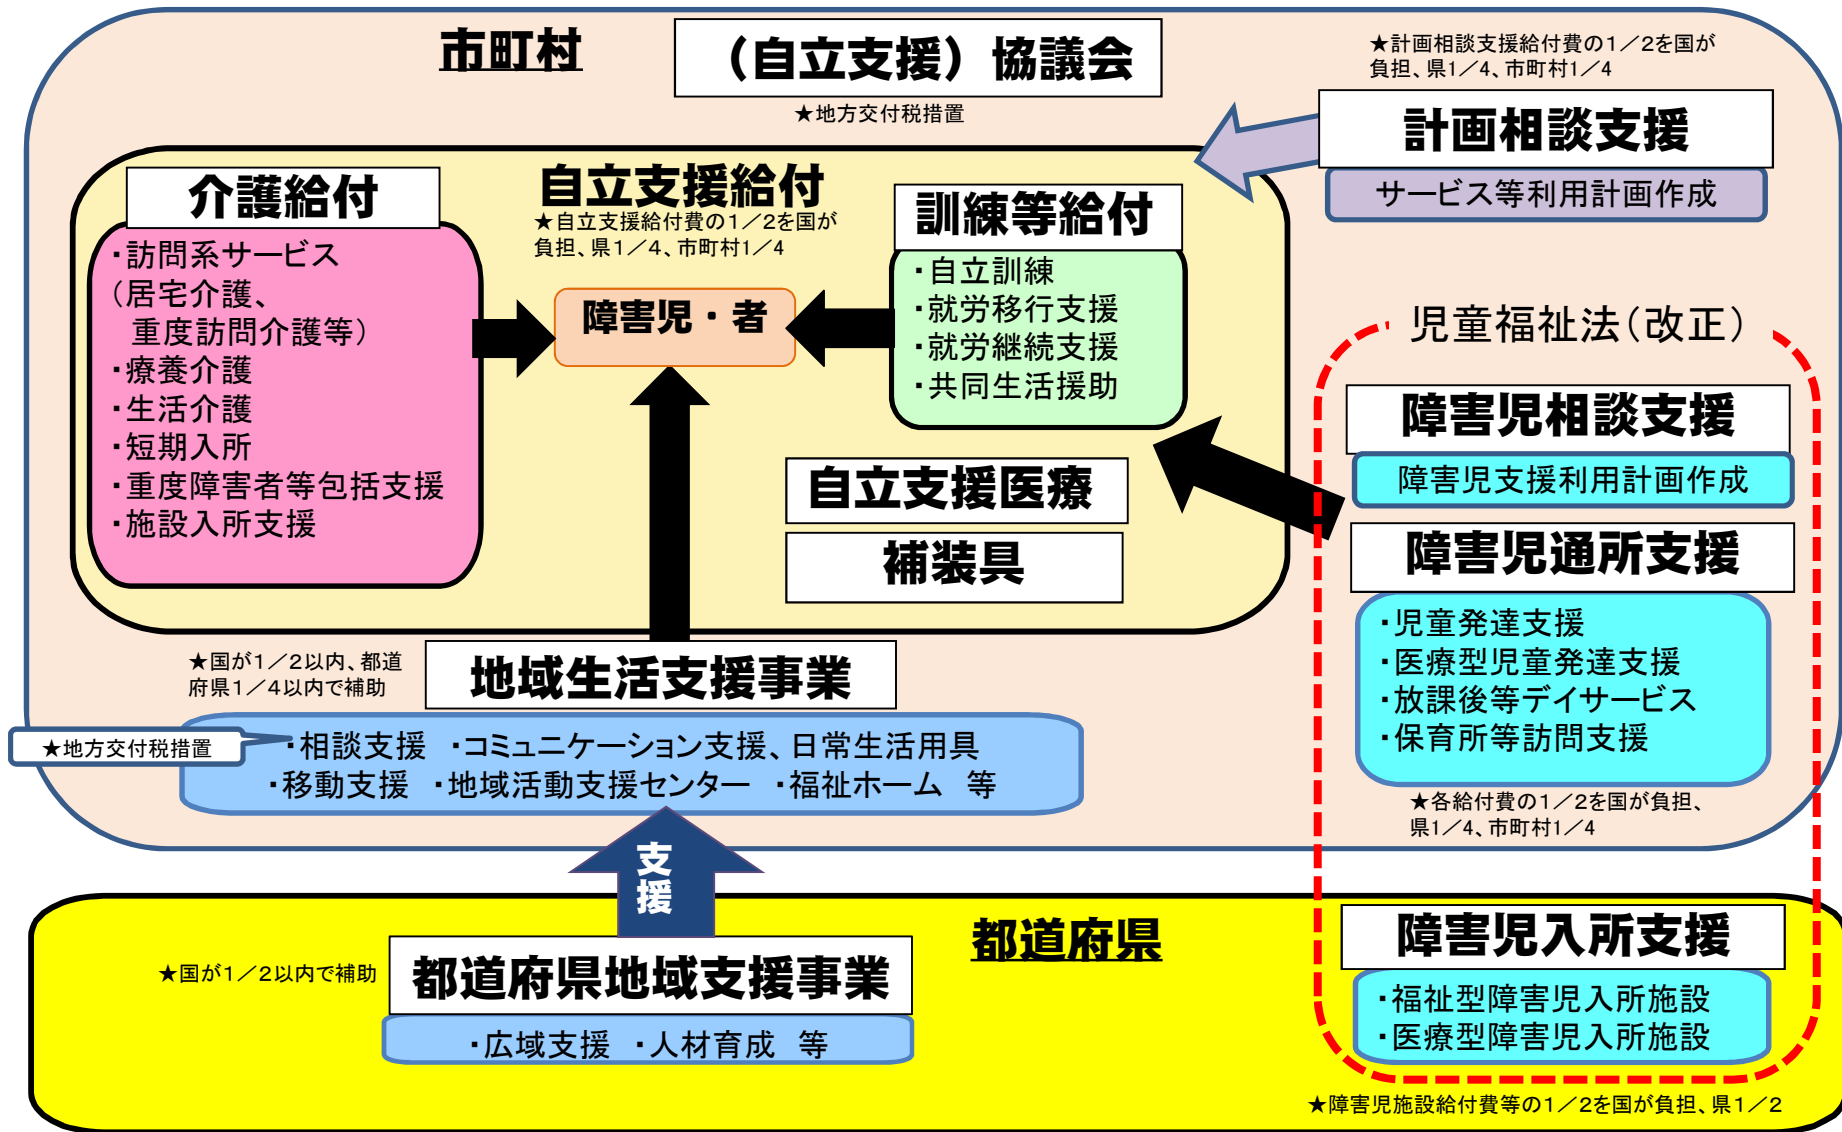 市町村
（自立支援）協議会
★地方交付税措置
★計画相談支援給付費の1／2を国が
負担、県1／4、市町村1／4
計画相談支援
サービス等利用計画作成
自立支援給付
★自立支援給付費の1／2を国が
負担、県1／4、市町村1／4
介護給付
・訪問系サービス
（居宅介護、
重度訪問介護等）
・療養介護
・生活介護
・短期入所
・重度障害者等包括支援
・施設入所支援
障害児・者
訓練等給付
・自立訓練
・就労移行支援
・就労継続支援
・共同生活援助
自立支援医療
補装具
児童福祉法（改正）
障害児相談支援
障害児支援利用計画作成
障害児通所支援
・児童発達支援
・医療型児童発達支援
・放課後等デイサービス
・保育所等訪問支援
★各給付費の1／2を国が負担、
県1／4、市町村1／4
★国が1／2以内、都道
府県1／4以内で補助
地域生活支援事業
★地方交付税措置
・相談支援　・コミュニケーション支援、日常生活用具
・移動支援　・地域活動支援センター　・福祉ホーム　等
支援
都道府県
★国が1／2以内で補助
都道府県地域支援事業
・広域支援　・人材育成　等
障害児入所支援
・福祉型障害児入所施設
・医療型障害児入所施設
★障害児施設給付費等の1／2を国が負担、県1／2